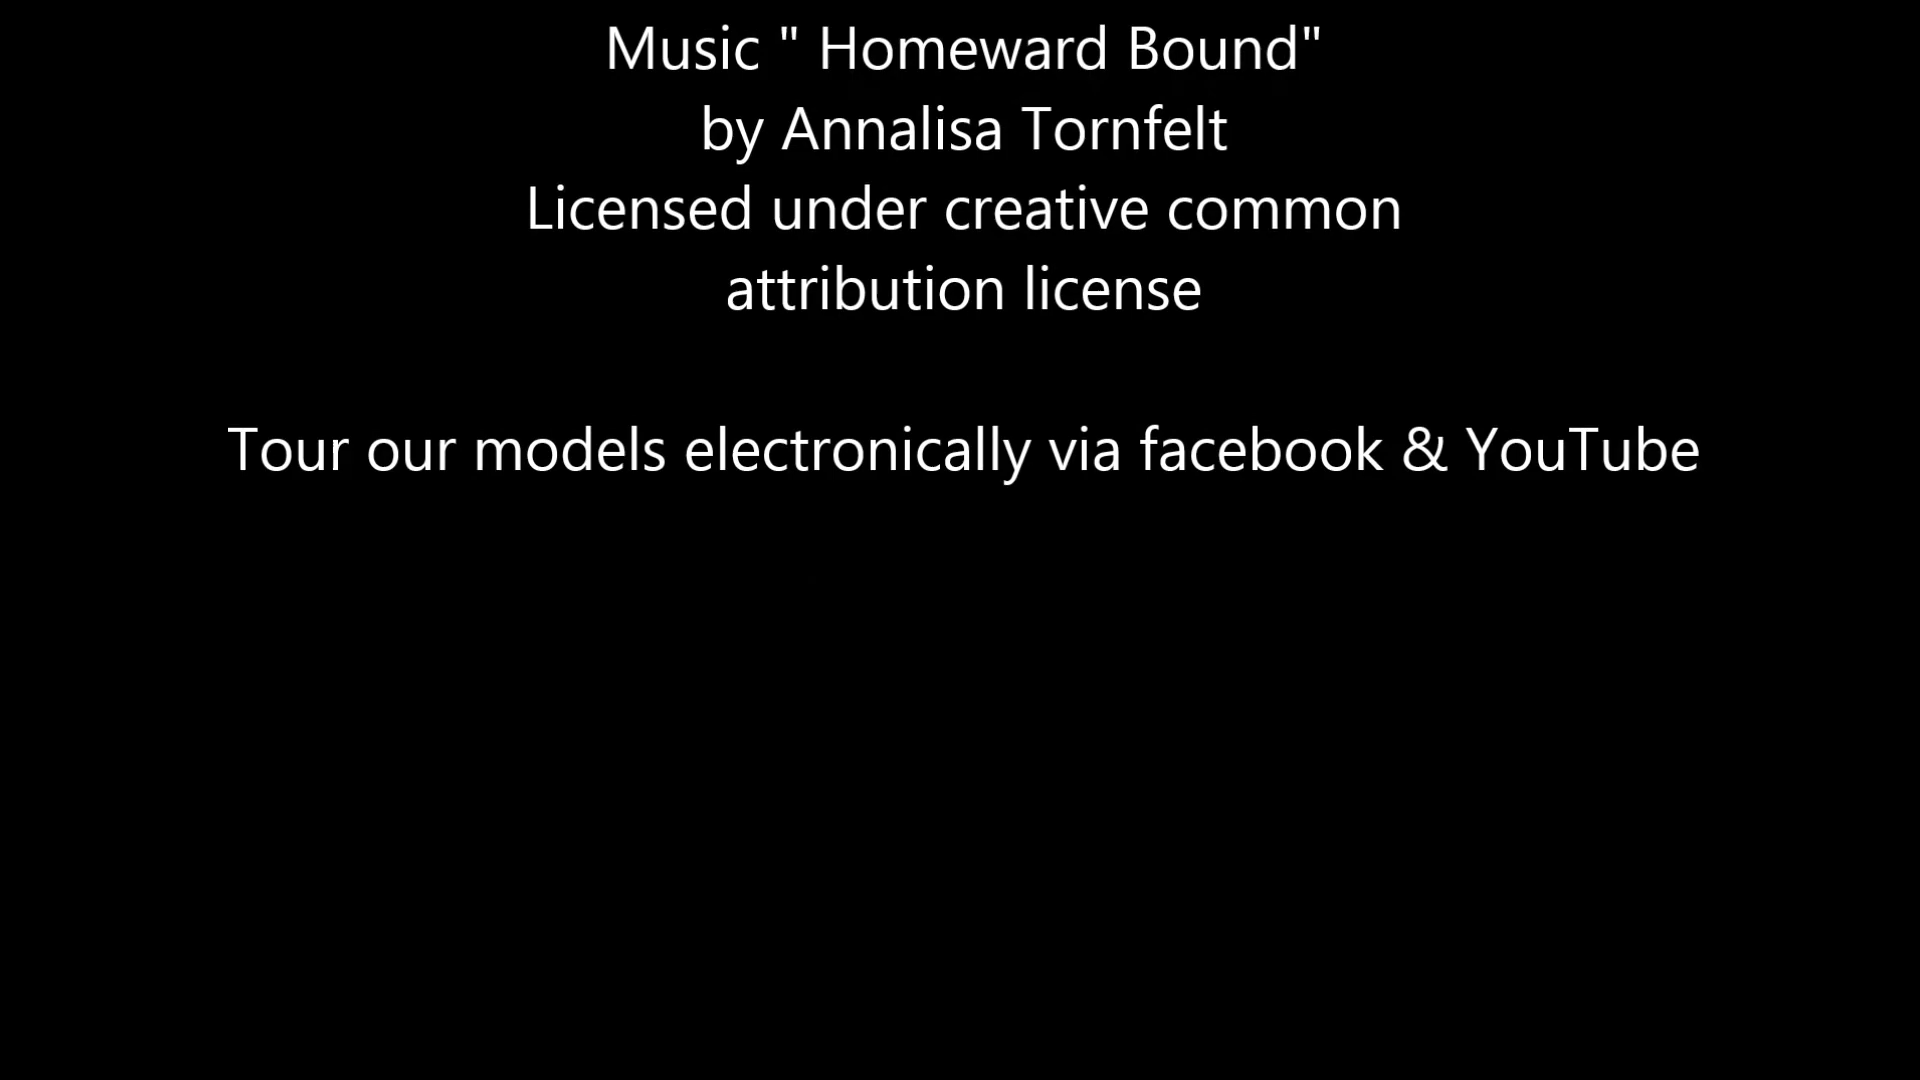 Music " Homeward Bound"
by Annalisa Tornfelt
Licensed under creative common
attribution license
Tour our models electronically via facebook & YouTube